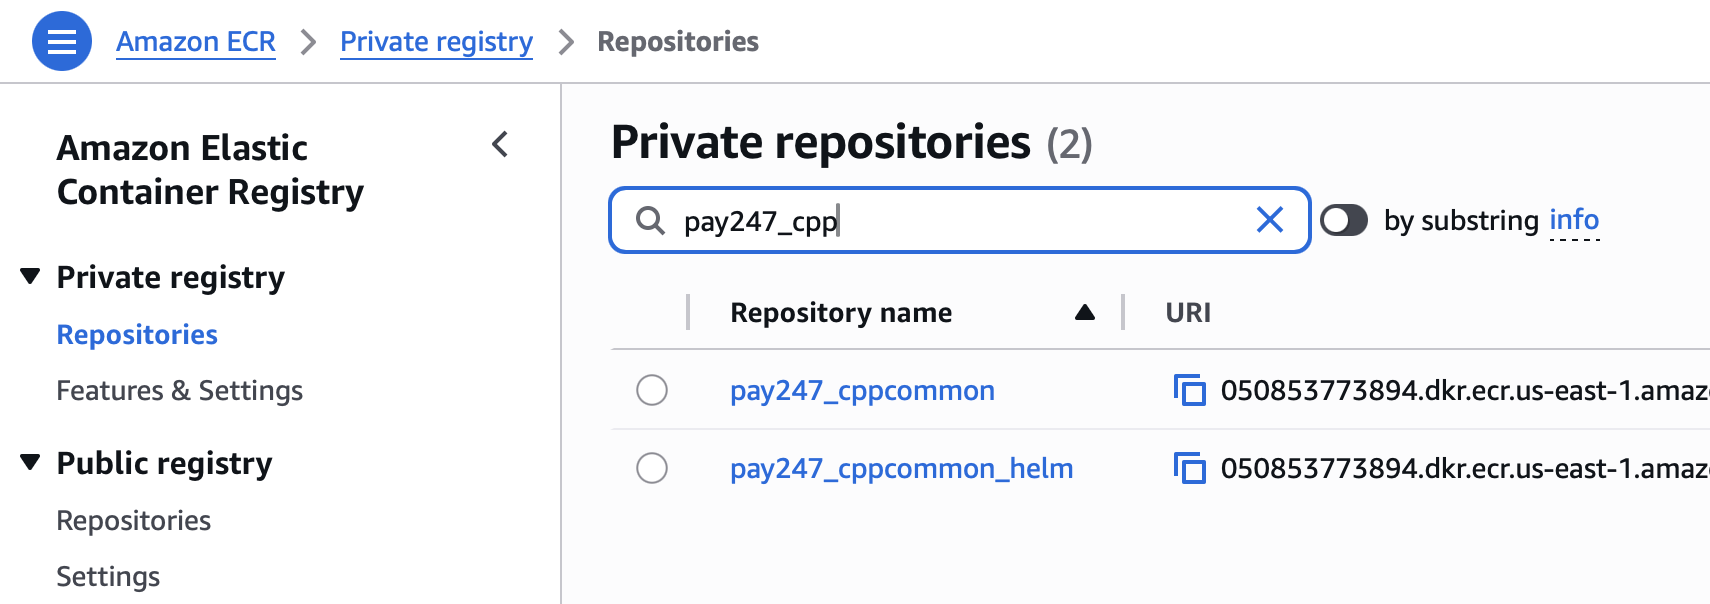 Amazon ECR > Private registry > Repositories
Amazon Elastic
Container Registry
Private registry
Repositories
Features & Settings
Public registry
Repositories
Settings
Private repositories (2)
pay247_cpp
by substring info
Repository name URI
pay247_cppcommon 050853773894.dkr.ecr.us-east-1.amaz
pay247_cppcommon_helm 050853773894.dkr.ecr.us-east-1.amaz